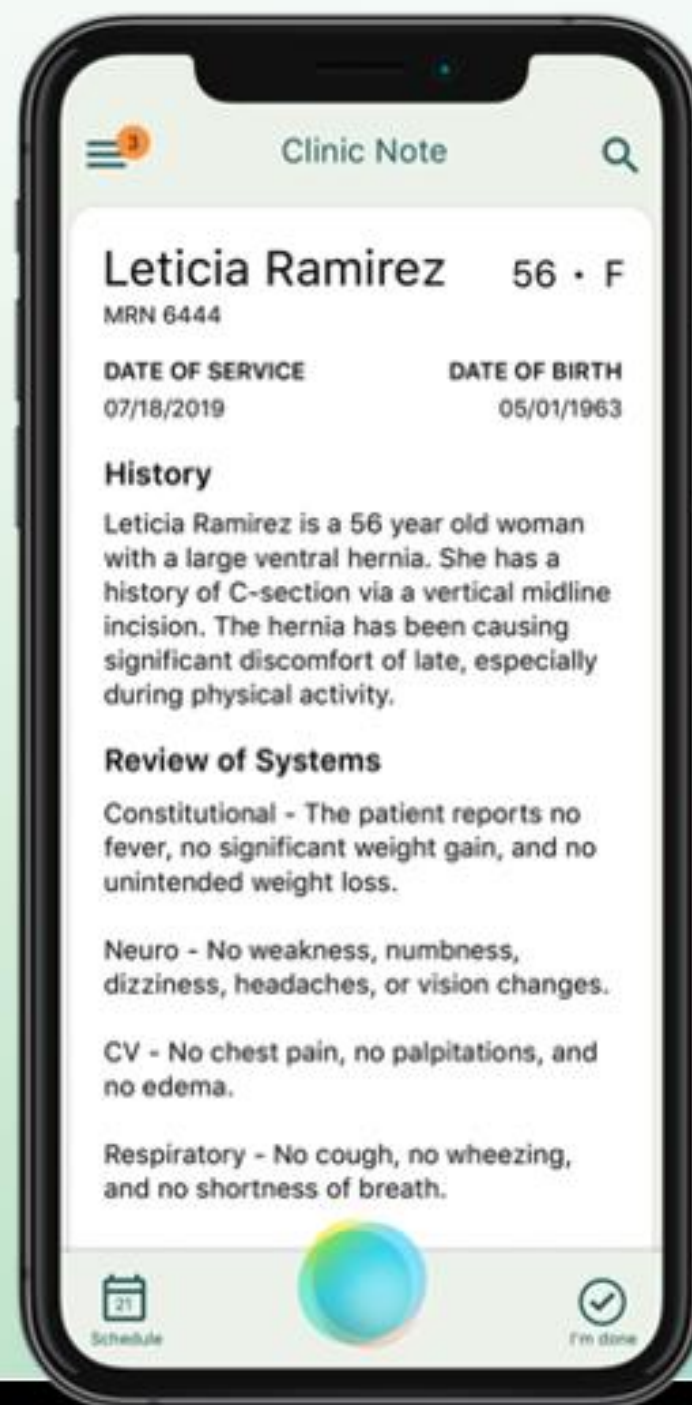 3
Clinic Note
Leticia Ramirez 56 · F
MRN 6444
DATE OF SERVICE DATE OF BIRTH
07/18/2019 05/01/1963
History
Leticia Ramirez is a 56 year old woman
with a large ventral hernia. She has a
history of C-section via a vertical midline
incision. The hernia has been causing
significant discomfort of late, especially
during physical activity.
Review of Systems
Constitutional - The patient reports no
fever, no significant weight gain, and no
unintended weight loss.
Neuro - No weakness, numbness,
dizziness, headaches, or vision changes.
CV - No chest pain, no palpitations, and
no edema.
Respiratory - No cough, no wheezing,
and no shortness of breath.
21
Schedule I'm done